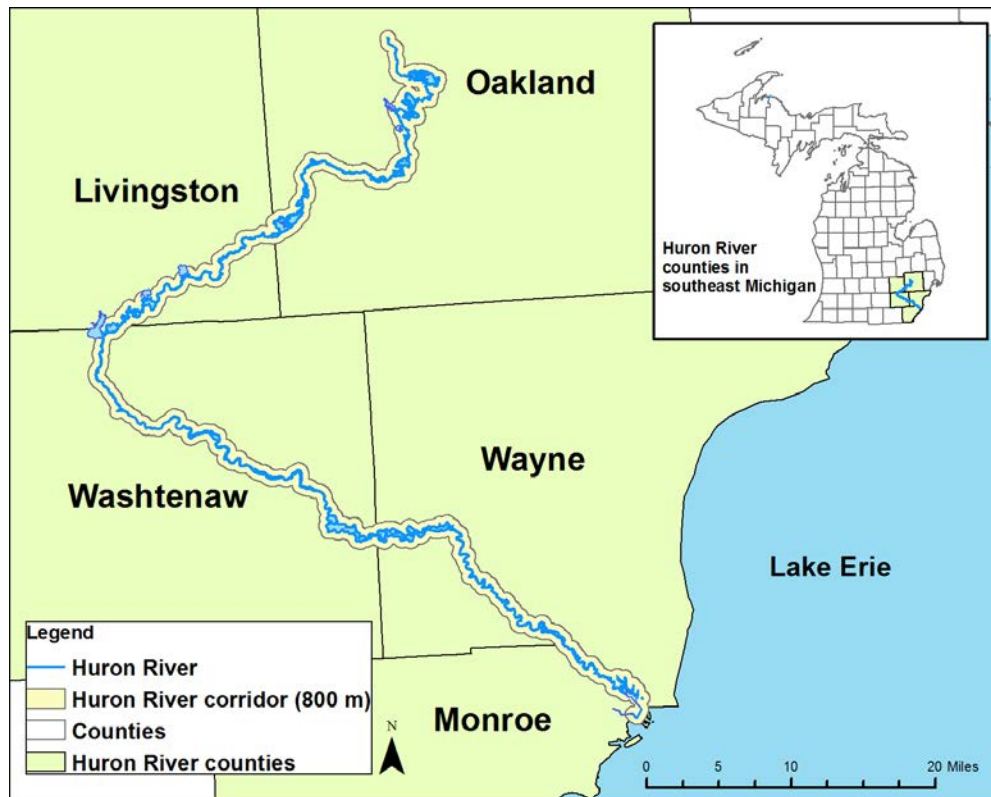 Oakland
Livingston
Huron River
counties in
southeast Michigan
Wayne
Washtenaw
Lake Erie
Legend
Huron River
Huron River corridor (800 m)
Counties
Huron River counties
Monroe
N
0 5 10 20 Miles